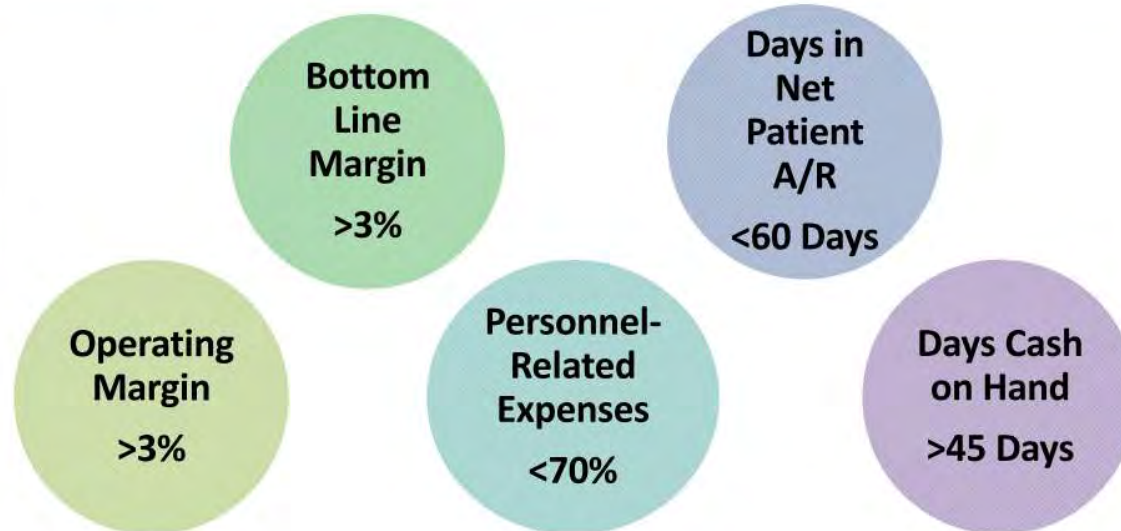 Bottom
Line
Margin
>3%
Days in
Net
Patient
A/R
<60 Days
Operating
Margin
>3%
Personnel-
Related
Expenses
<70%
Days Cash
on Hand
>45 Days